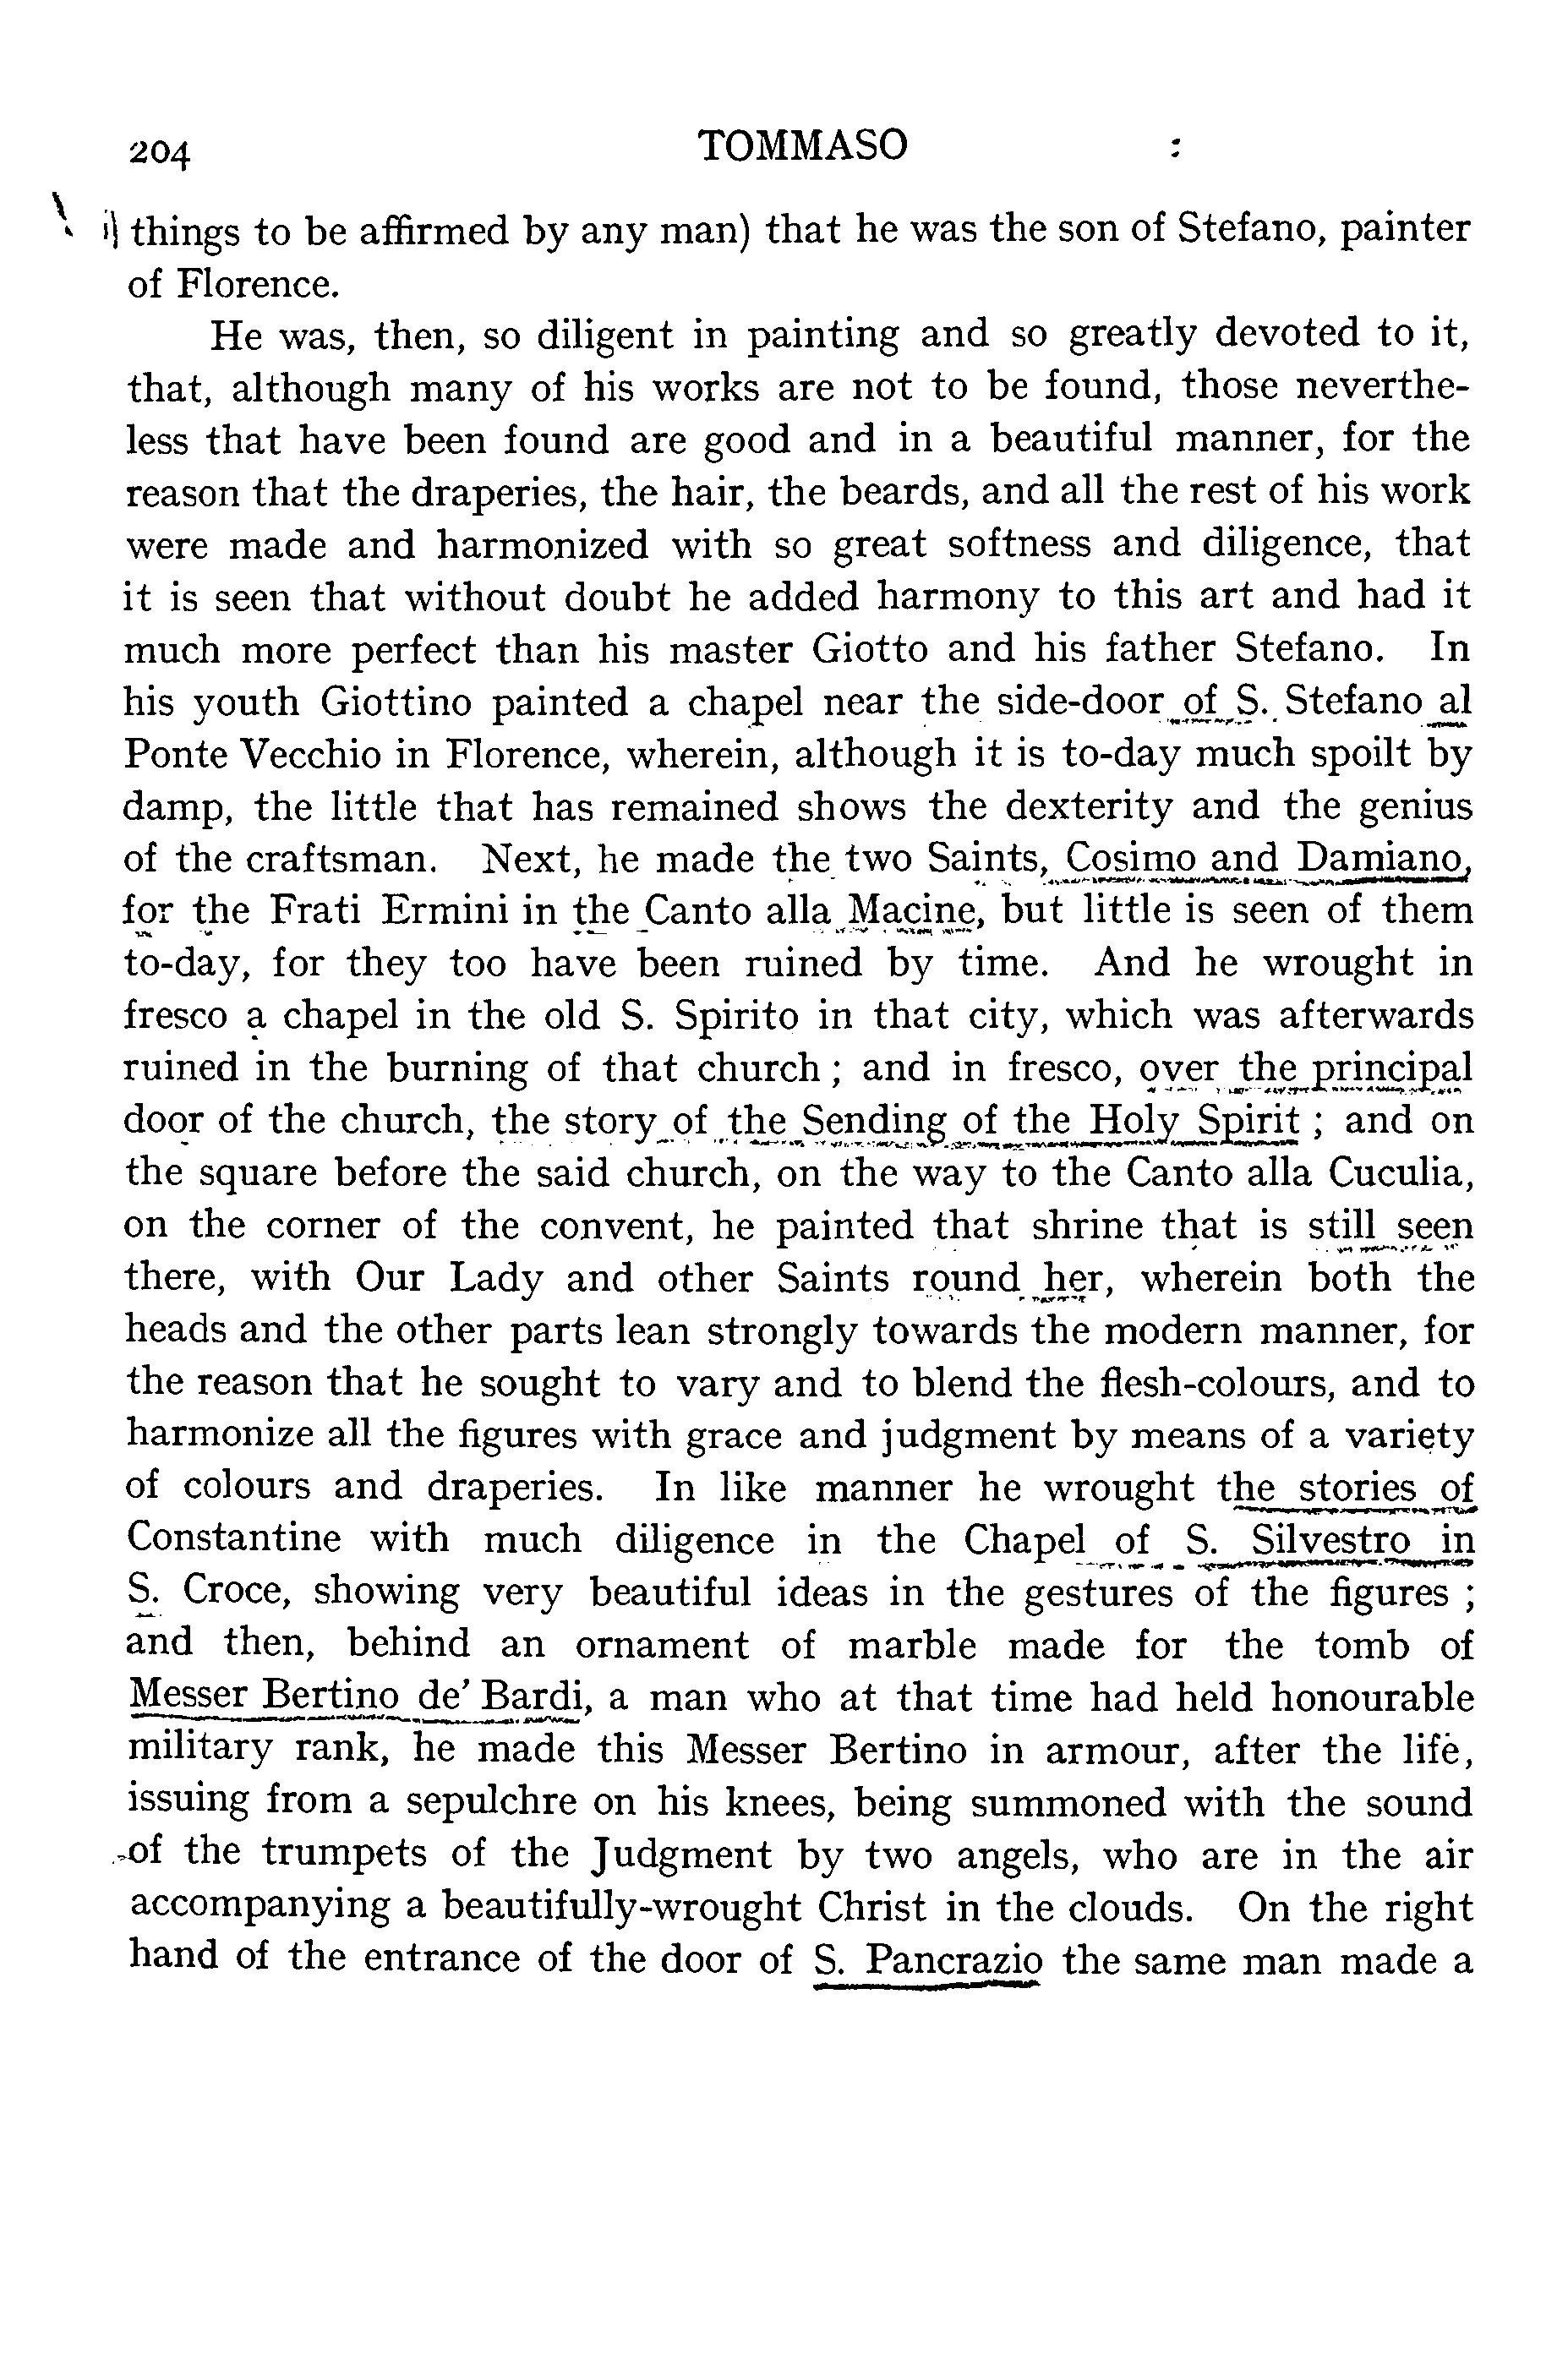 204 TOMMASO
things to be affirmed by any man) that he was the son of Stefano, painter
of Florence.
He was, then, so diligent in painting and so greatly devoted to it,
that, although many of his works are not to be found, those neverthe-
less that have been found are good and in a beautiful manner, for the
reason that the draperies, the hair, the beards, and all the rest of his work
were made and harmonized with so great softness and diligence, that
it is seen that without doubt he added harmony to this art and had it
much more perfect than his master Giotto and his father Stefano. In
his youth Giottino painted a chapel near the side-door of S. Stefano al
Ponte Vecchio in Florence, wherein, although it is to-day much spoilt by
damp, the little that has remained shows the dexterity and the genius
of the craftsman. Next, he made the two Saints, Cosimo and Damiano,
for the Frati Ermini in the Canto alla Macine, but little is seen of them
to-day, for they too have been ruined by time. And he wrought in
fresco a chapel in the old S. Spirito in that city, which was afterwards
ruined in the burning of that church; and in fresco, over the principal
door of the church, the story of the Sending of the Holy Spirit; and on
the square before the said church, on the way to the Canto alla Cuculia,
on the corner of the convent, he painted that shrine that is still seen
there, with Our Lady and other Saints round her, wherein both the
heads and the other parts lean strongly towards the modern manner, for
the reason that he sought to vary and to blend the flesh-colours, and to
harmonize all the figures with grace and judgment by means of a variety
of colours and draperies. In like manner he wrought the stories of
Constantine with much diligence in the Chapel of S. Silvestro in
S. Croce, showing very beautiful ideas in the gestures of the figures;
and then, behind an ornament of marble made for the tomb of
Messer Bertino de' Bardi, a man who at that time had held honourable
military rank, he made this Messer Bertino in armour, after the life,
issuing from a sepulchre on his knees, being summoned with the sound
of the trumpets of the Judgment by two angels, who are in the air
accompanying a beautifully-wrought Christ in the clouds. On the right
hand of the entrance of the door of S. Pancrazio the same man made a